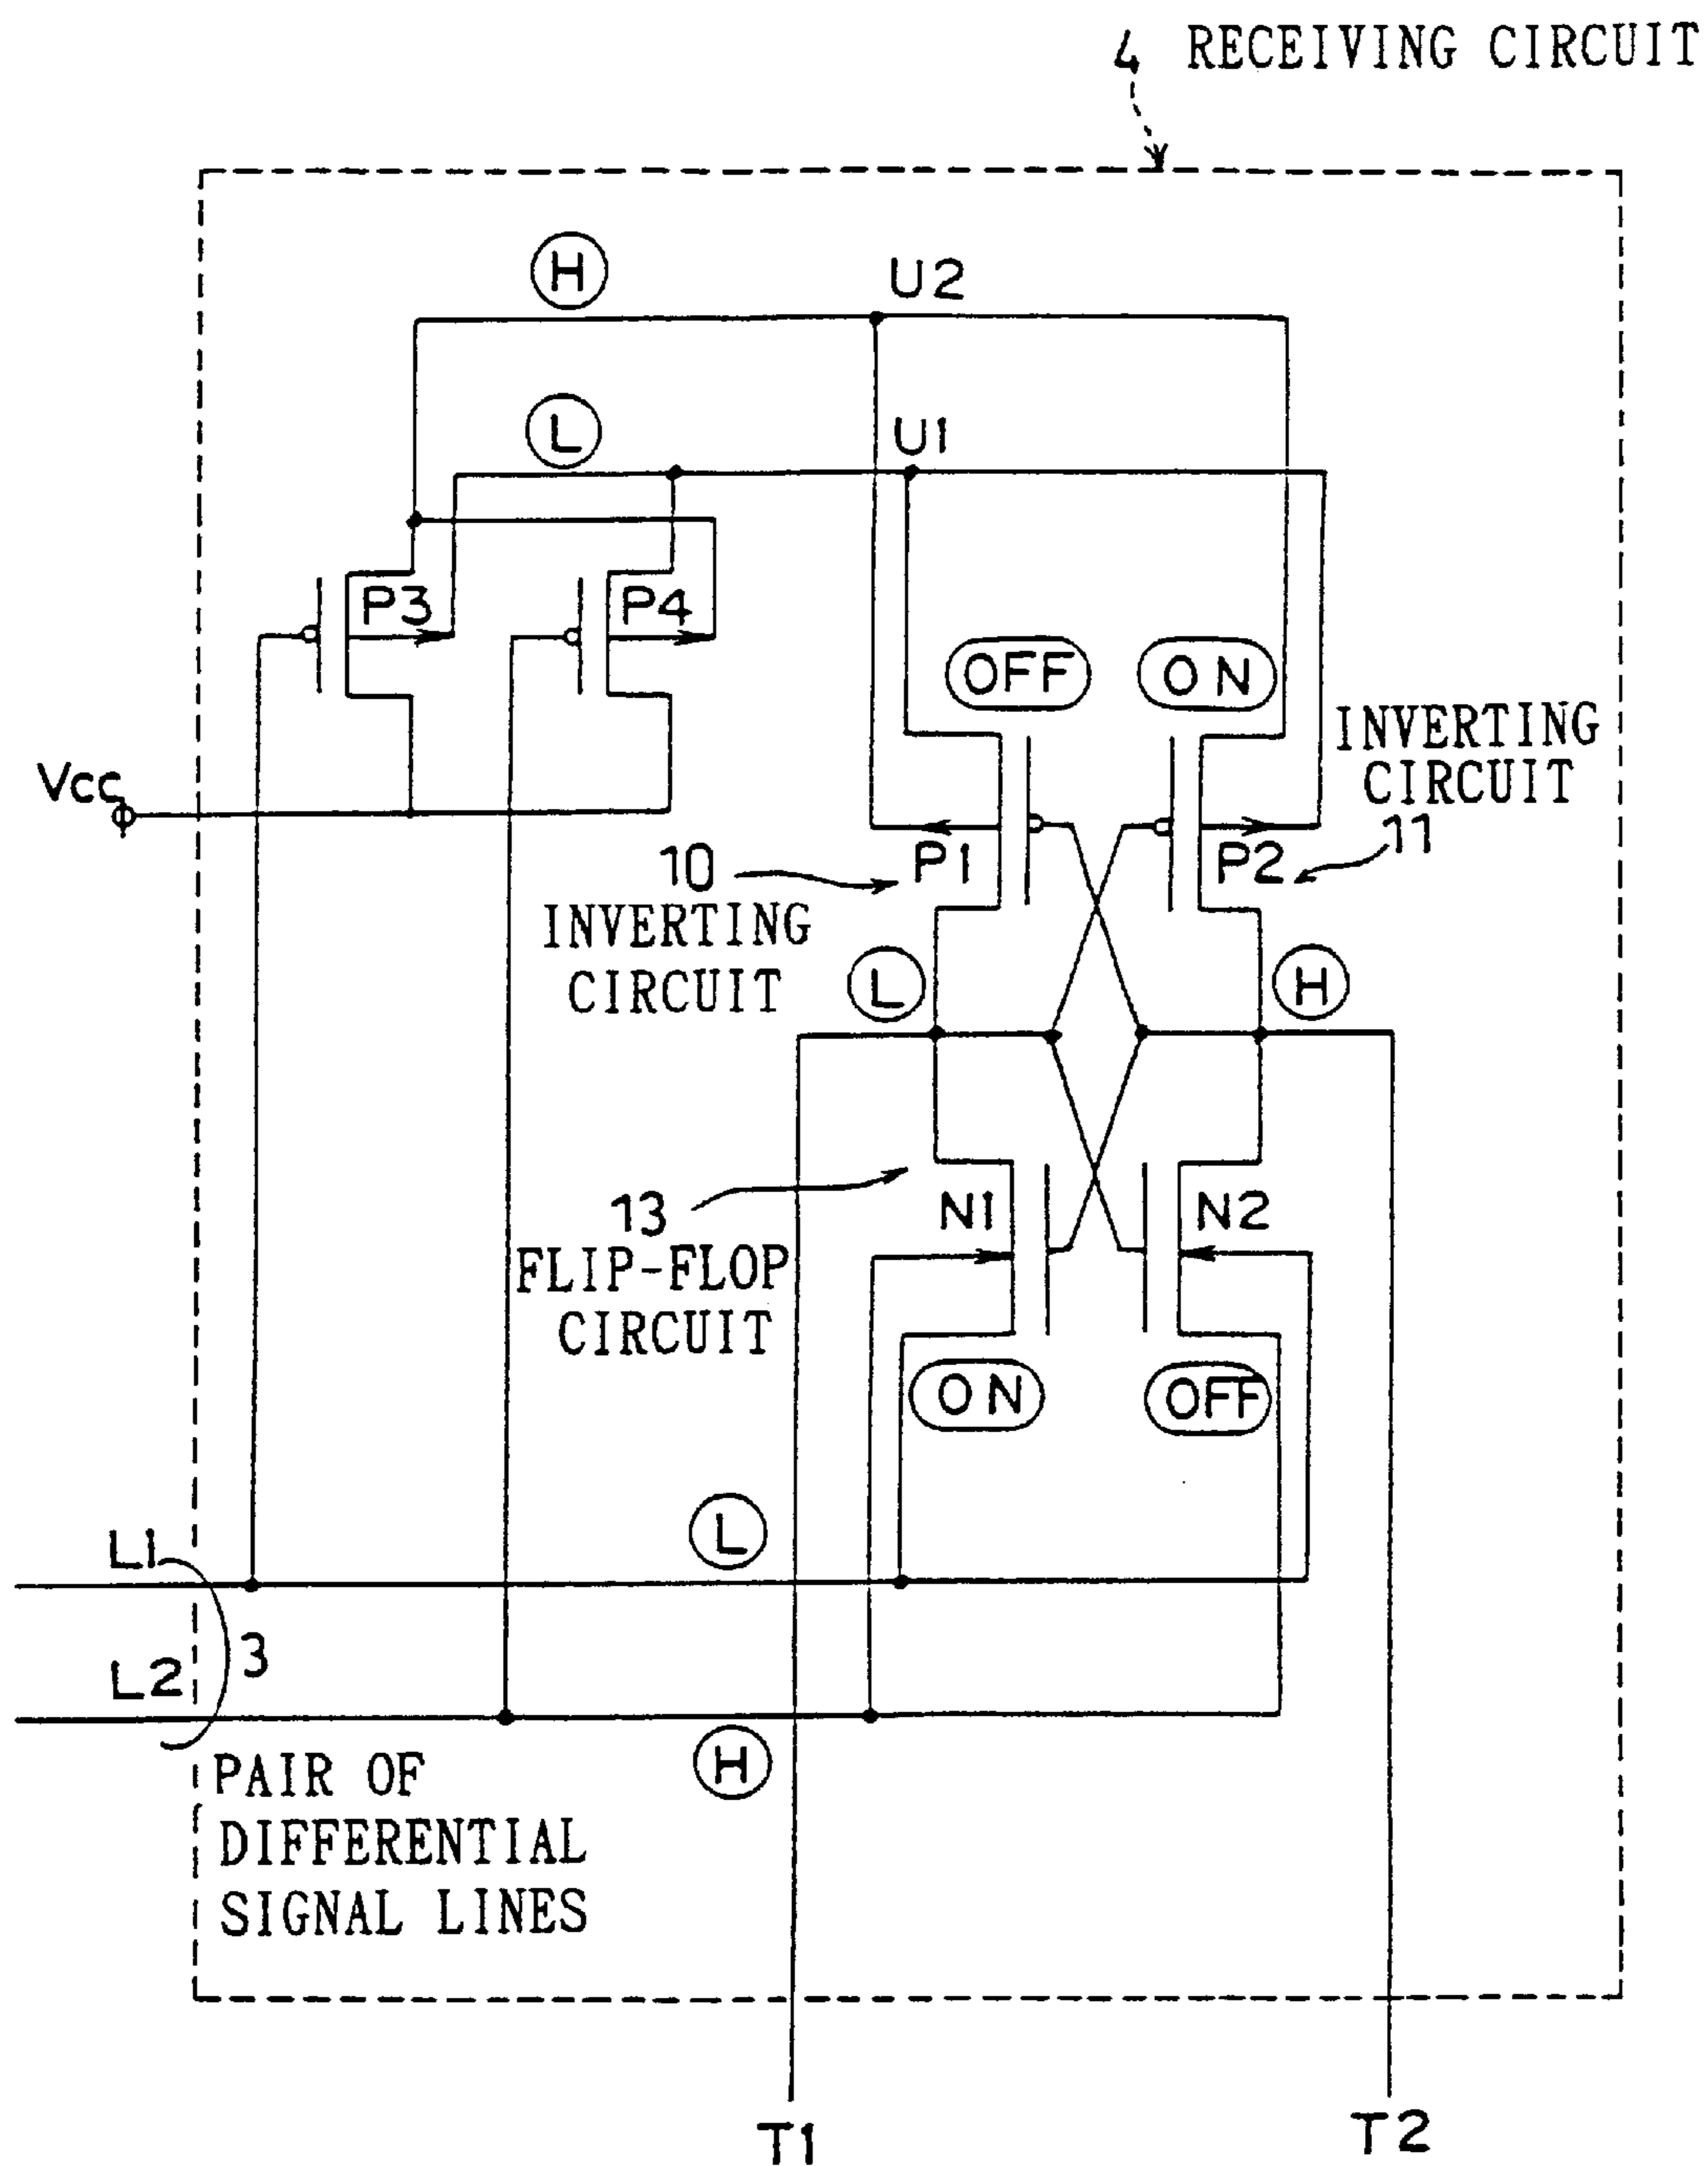 4 RECEIVING CIRCUIT
H
U2
L
U1
P3
P4
OFF
ON
INVERTING
CIRCUIT
11
Vcc
P1
P2
10
INVERTING
CIRCUIT
L
H
13
FLIP-FLOP
CIRCUIT
N1
N2
ON
OFF
L1
L
L2
3
H
PAIR OF
DIFFERENTIAL
SIGNAL LINES
T1
T2